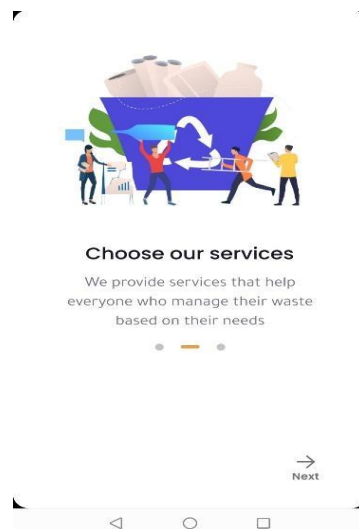 Choose our services
We provide services that help
everyone who manage their waste
based on their needs
Next